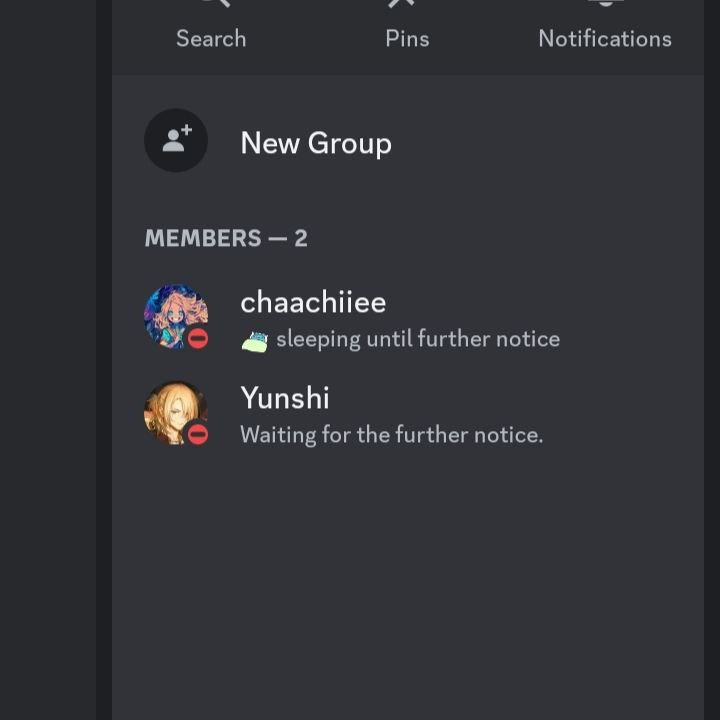 Search
Pins
Notifications
New Group
MEMBERS — 2
chaachiiee
sleeping until further notice
Yunshi
Waiting for the further notice.